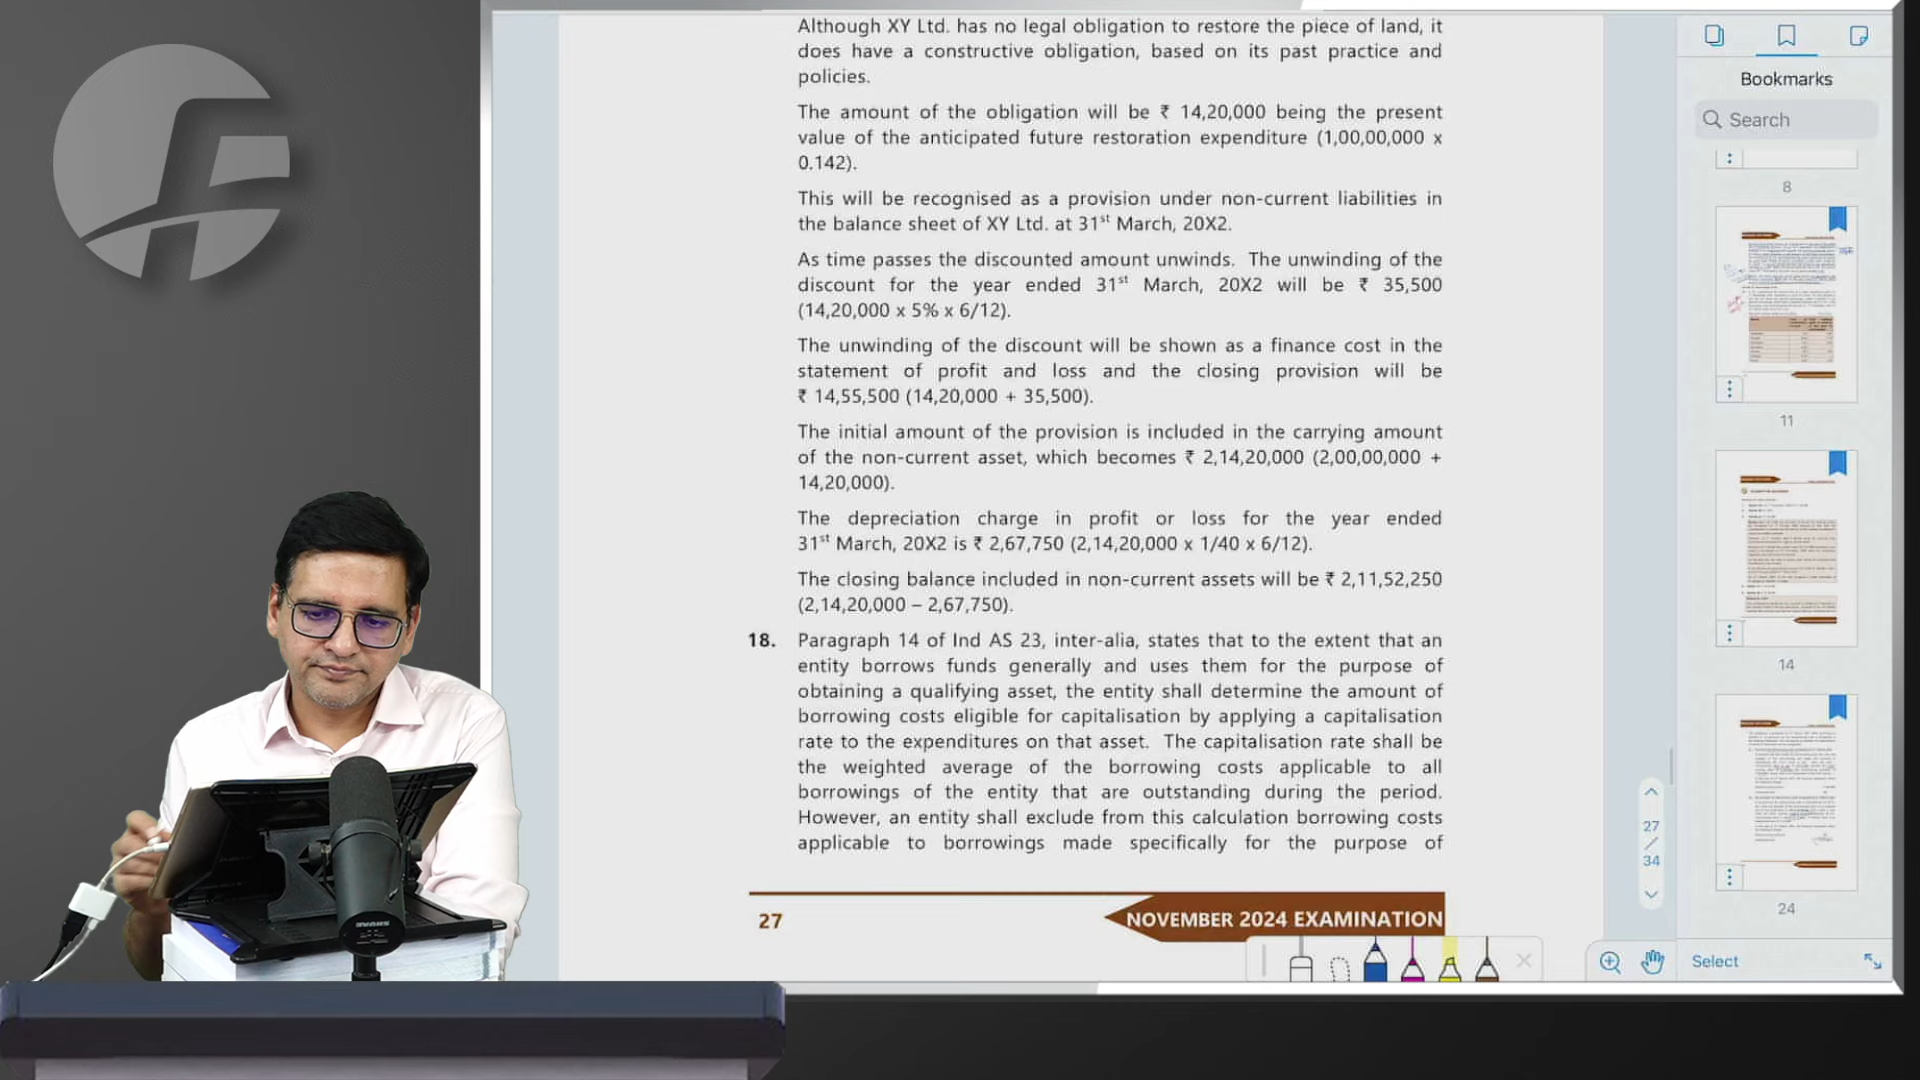 Although XY Ltd. has no legal obligation to restore the piece of land, it
does have a constructive obligation, based on its past practice and
policies.
The amount of the obligation will be ₹ 14,20,000 being the present
value of the anticipated future restoration expenditure (1,00,00,000 x
0.142).
This will be recognised as a provision under non-current liabilities in
the balance sheet of XY Ltd. at 31st March, 20X2.
As time passes the discounted amount unwinds. The unwinding of the
discount for the year ended 31st March, 20X2 will be ₹ 35,500
(14,20,000 x 5% x 6/12).
The unwinding of the discount will be shown as a finance cost in the
statement of profit and loss and the closing provision will be
₹ 14,55,500 (14,20,000 + 35,500).
The initial amount of the provision is included in the carrying amount
of the non-current asset, which becomes ₹ 2,14,20,000 (2,00,00,000 +
14,20,000).
The depreciation charge in profit or loss for the year ended
31st March, 20X2 is ₹ 2,67,750 (2,14,20,000 x 1/40 x 6/12).
The closing balance included in non-current assets will be ₹ 2,11,52,250
(2,14,20,000 – 2,67,750).
18. Paragraph 14 of Ind AS 23, inter-alia, states that to the extent that an
entity borrows funds generally and uses them for the purpose of
obtaining a qualifying asset, the entity shall determine the amount of
borrowing costs eligible for capitalisation by applying a capitalisation
rate to the expenditures on that asset. The capitalisation rate shall be
the weighted average of the borrowing costs applicable to all
borrowings of the entity that are outstanding during the period.
However, an entity shall exclude from this calculation borrowing costs
applicable to borrowings made specifically for the purpose of
27
NOVEMBER 2024 EXAMINATION
Bookmarks
Search
8
11
14
24
27
/
34
Select
SHURE